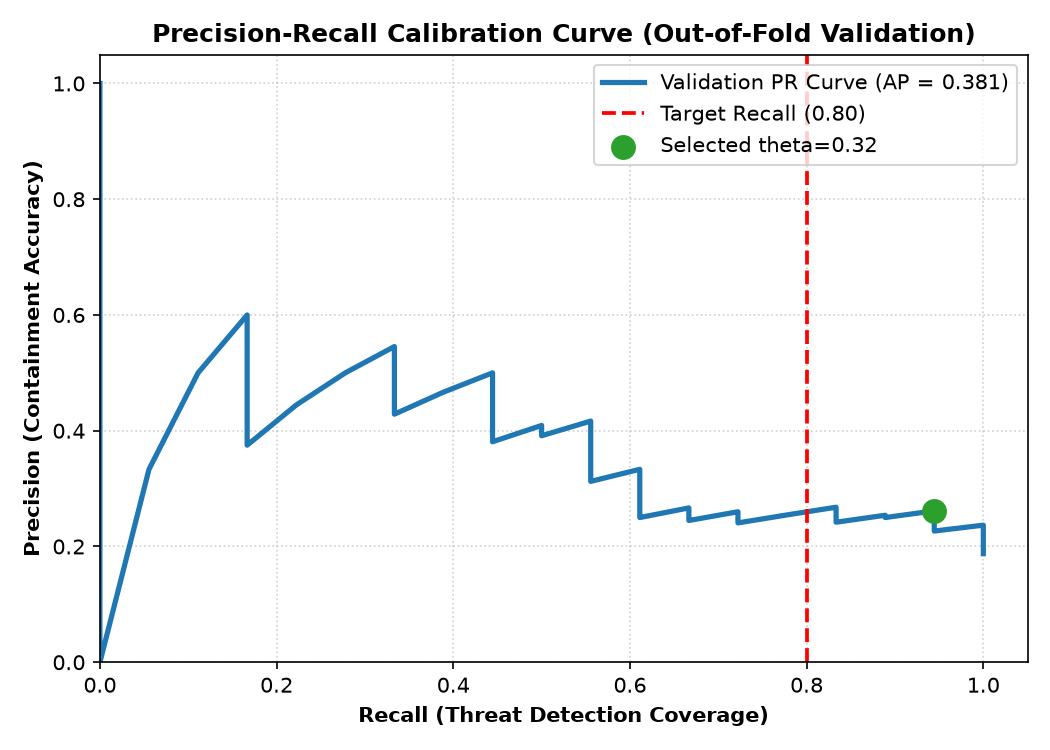 Precision-Recall Calibration Curve (Out-of-Fold Validation)
Validation PR Curve (AP = 0.381)
Target Recall (0.80)
Selected theta=0.32
Precision (Containment Accuracy)
1.0
0.8
0.6
0.4
0.2
0.0
0.0 0.2 0.4 0.6 0.8 1.0
Recall (Threat Detection Coverage)